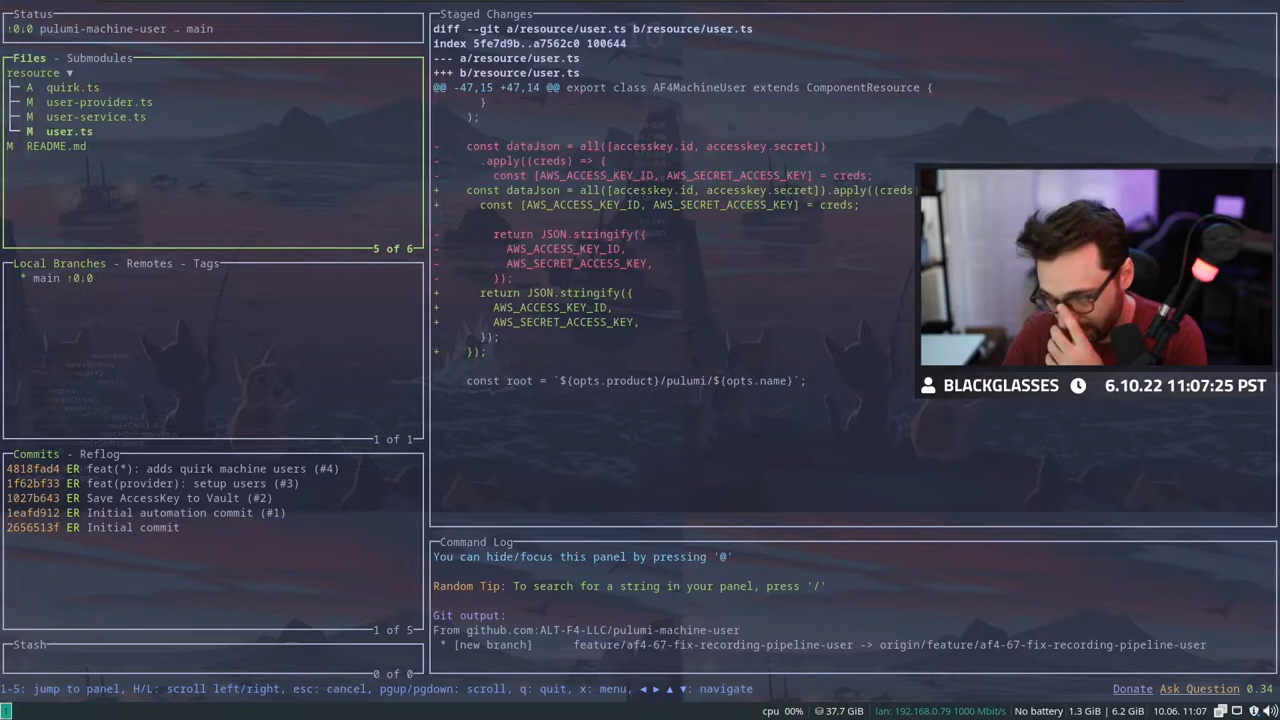 Status
↑0↓0 pulumi-machine-user → main
Files - Submodules
resource ▼
├─ A quirk.ts
├─ M user-provider.ts
├─ M user-service.ts
└─ M user.ts
M README.md
5 of 6
Local Branches - Remotes - Tags
* main ↑0↓0
1 of 1
Commits - Reflog
4818fad4 ER feat(*): adds quirk machine users (#4)
1f62bf33 ER feat(provider): setup users (#3)
1027b643 ER Save AccessKey to Vault (#2)
1eafd912 ER Initial automation commit (#1)
2656513f ER Initial commit
1 of 5
Stash
0 of 0
Staged Changes
diff --git a/resource/user.ts b/resource/user.ts
index 5fe7d9b..a7562c0 100644
--- a/resource/user.ts
+++ b/resource/user.ts
@@ -47,15 +47,14 @@ export class AF4MachineUser extends ComponentResource {
}
);
- const dataJson = all([accesskey.id, accesskey.secret])
- .apply((creds) => {
- const [AWS_ACCESS_KEY_ID, AWS_SECRET_ACCESS_KEY] = creds;
+ const dataJson = all([accesskey.id, accesskey.secret]).apply((creds)
+ const [AWS_ACCESS_KEY_ID, AWS_SECRET_ACCESS_KEY] = creds;
- return JSON.stringify({
- AWS_ACCESS_KEY_ID,
- AWS_SECRET_ACCESS_KEY,
- });
+ return JSON.stringify({
+ AWS_ACCESS_KEY_ID,
+ AWS_SECRET_ACCESS_KEY,
});
+ });
const root = `${opts.product}/pulumi/${opts.name}`;
BLACKGLASSES 6.10.22 11:07:25 PST
Command Log
You can hide/focus this panel by pressing '@'
Random Tip: To search for a string in your panel, press '/'
Git output:
From github.com:ALT-F4-LLC/pulumi-machine-user
* [new branch] feature/af4-67-fix-recording-pipeline-user -> origin/feature/af4-67-fix-recording-pipeline-user
1-5: jump to panel, H/L: scroll left/right, esc: cancel, pgup/pgdown: scroll, q: quit, x: menu, ◄ ► ▲ ▼: navigate
Donate Ask Question 0.34
1 cpu 00% 37.7 GiB lan: 192.168.0.79 1000 Mbit/s No battery 1.3 GiB | 6.2 GiB 10.06. 11:07